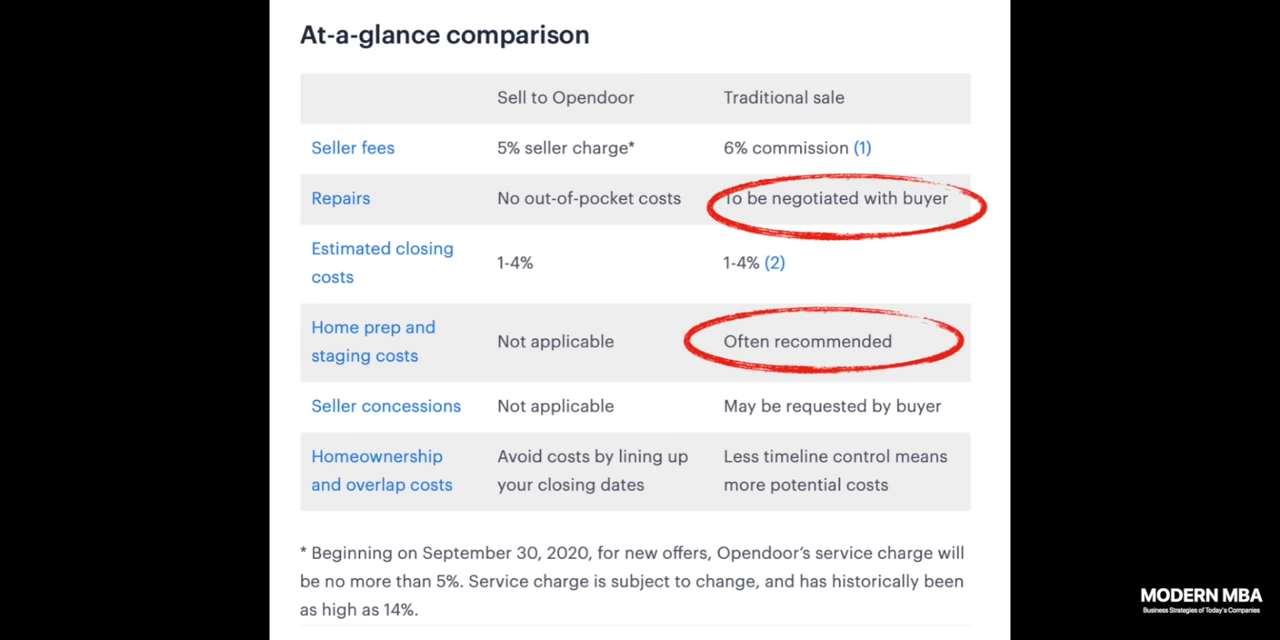 At-a-glance comparison
Sell to Opendoor Traditional sale
Seller fees 5% seller charge* 6% commission (1)
Repairs No out-of-pocket costs To be negotiated with buyer
Estimated closing
costs 1-4% 1-4% (2)
Home prep and
staging costs Not applicable Often recommended
Seller concessions Not applicable May be requested by buyer
Homeownership Avoid costs by lining up Less timeline control means
and overlap costs your closing dates more potential costs
* Beginning on September 30, 2020, for new offers, Opendoor’s service charge will
be no more than 5%. Service charge is subject to change, and has historically been
as high as 14%.
MODERN MBA
Business Strategies of Today's Companies